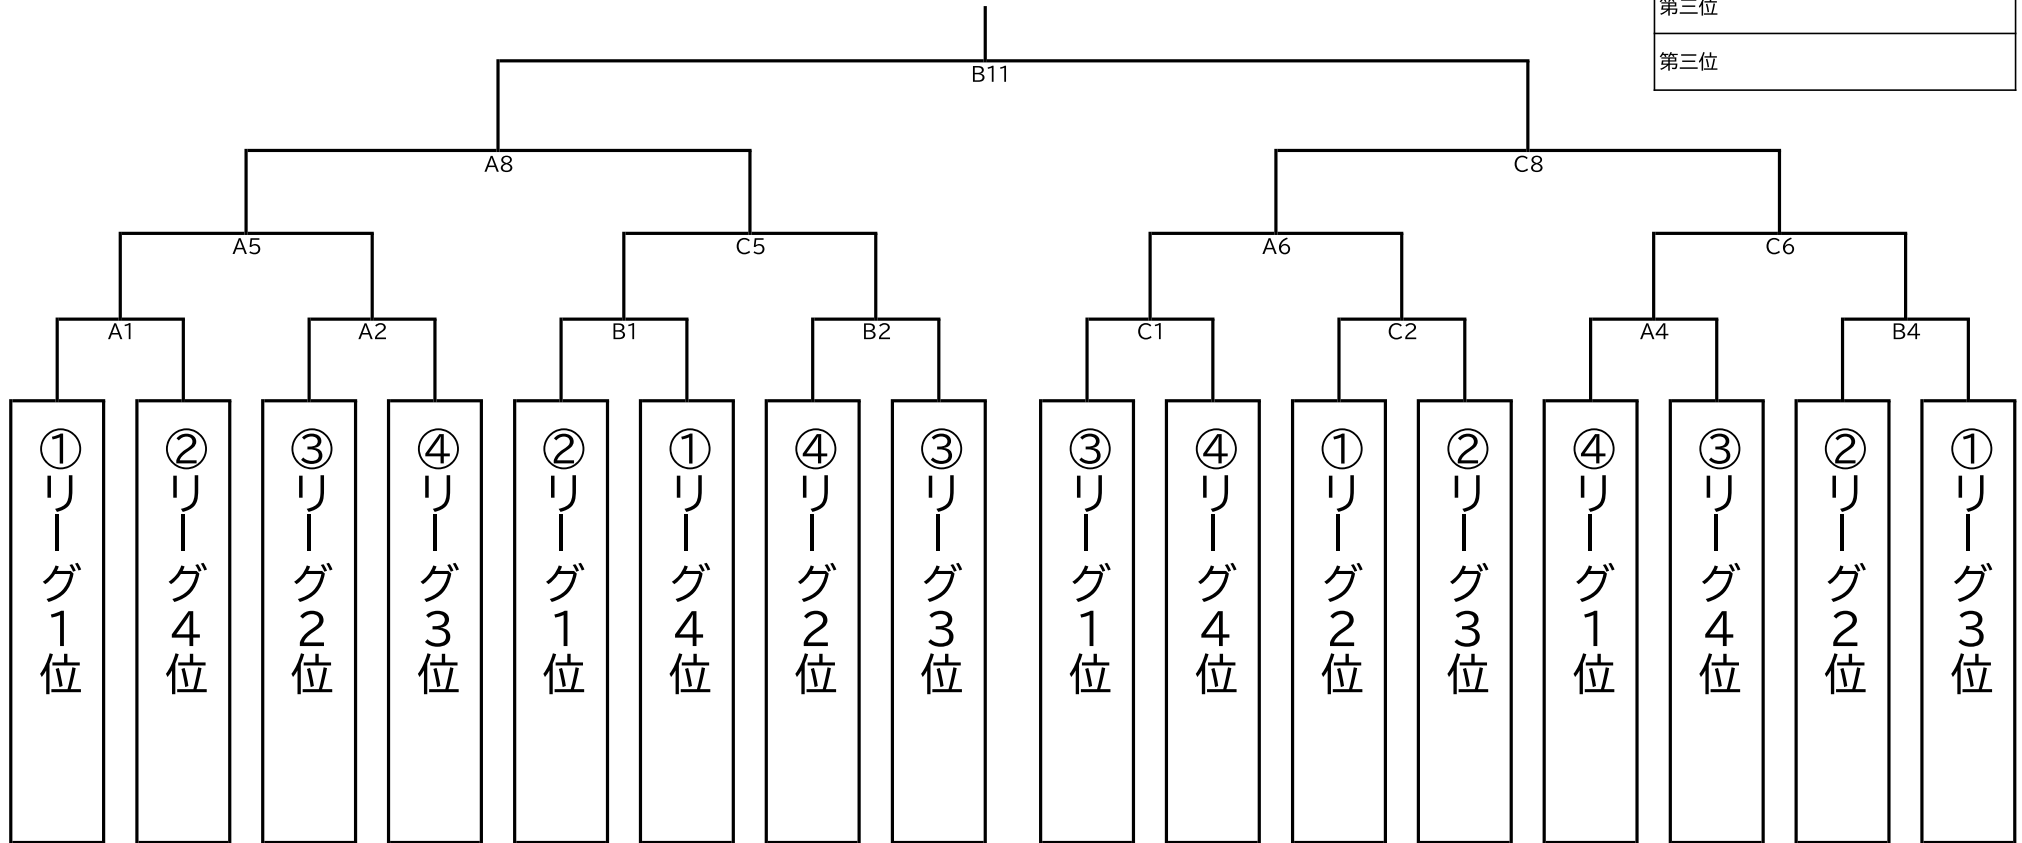 第三位
第三位
B11
A8
C8
A5
C5
A6
C6
A1
A2
B1
B2
C1
C2
A4
B4
①リーグ1位
②リーグ4位
③リーグ2位
④リーグ3位
②リーグ1位
①リーグ4位
④リーグ2位
③リーグ3位
③リーグ1位
④リーグ4位
①リーグ2位
②リーグ3位
④リーグ1位
③リーグ4位
②リーグ2位
①リーグ3位